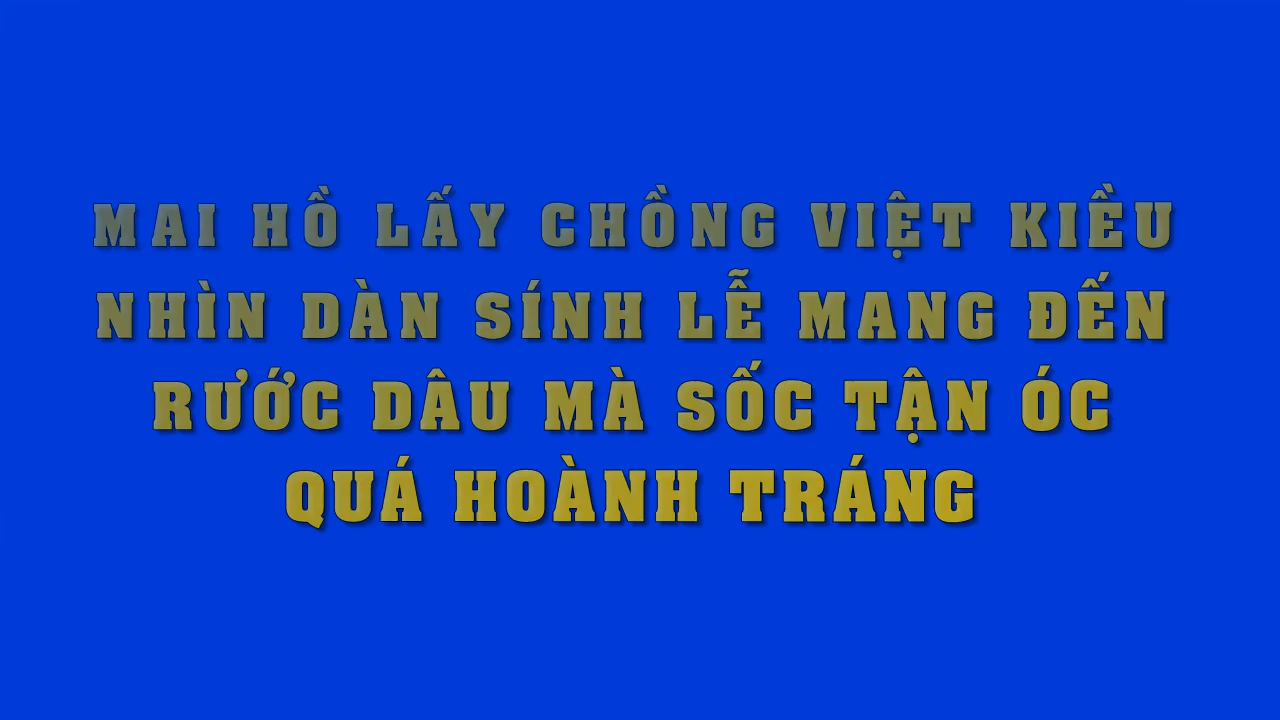 MAI HỒ LẤY CHỒNG VIỆT KIỀU
NHÌN DÀN SÍNH LỄ MANG ĐẾN
RƯỚC DÂU MÀ SỐC TẬN ÓC
QUÁ HOÀNH TRÁNG